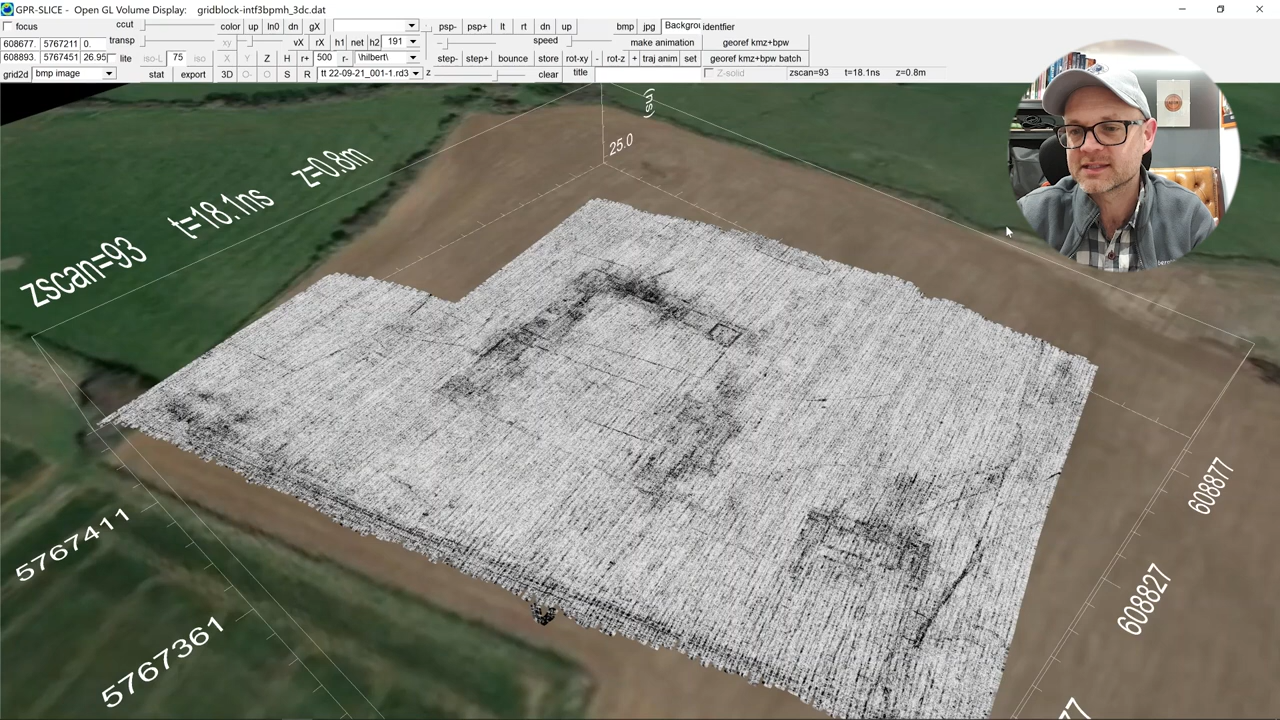 GPR-SLICE - Open GL Volume Display: gridblock-intf3bpmh_3dc.dat
focus ccut color up ln0 dn gX psp- psp+ lt rt dn up bmp jpg Backgrou identifier
608677. 5767211 0. transp xy vX rX h1 net h2 191 speed make animation georef kmz+bpw
608893. 5767451 26.95 lite iso-L 75 iso X Y Z H r+ 500 r- \hilbert\ step- step+ bounce store rot-xy - rot-z + traj anim set georef kmz+bpw batch
grid2d bmp image stat export 3D O- S R tt 22-09-21_001-1.rd3 z clear title Z-solid zscan=93 t=18.1ns z=0.8m
(ns)
25.0
zscan=93 t=18.1ns z=0.8m
608877
5767411
608827
5767361
77